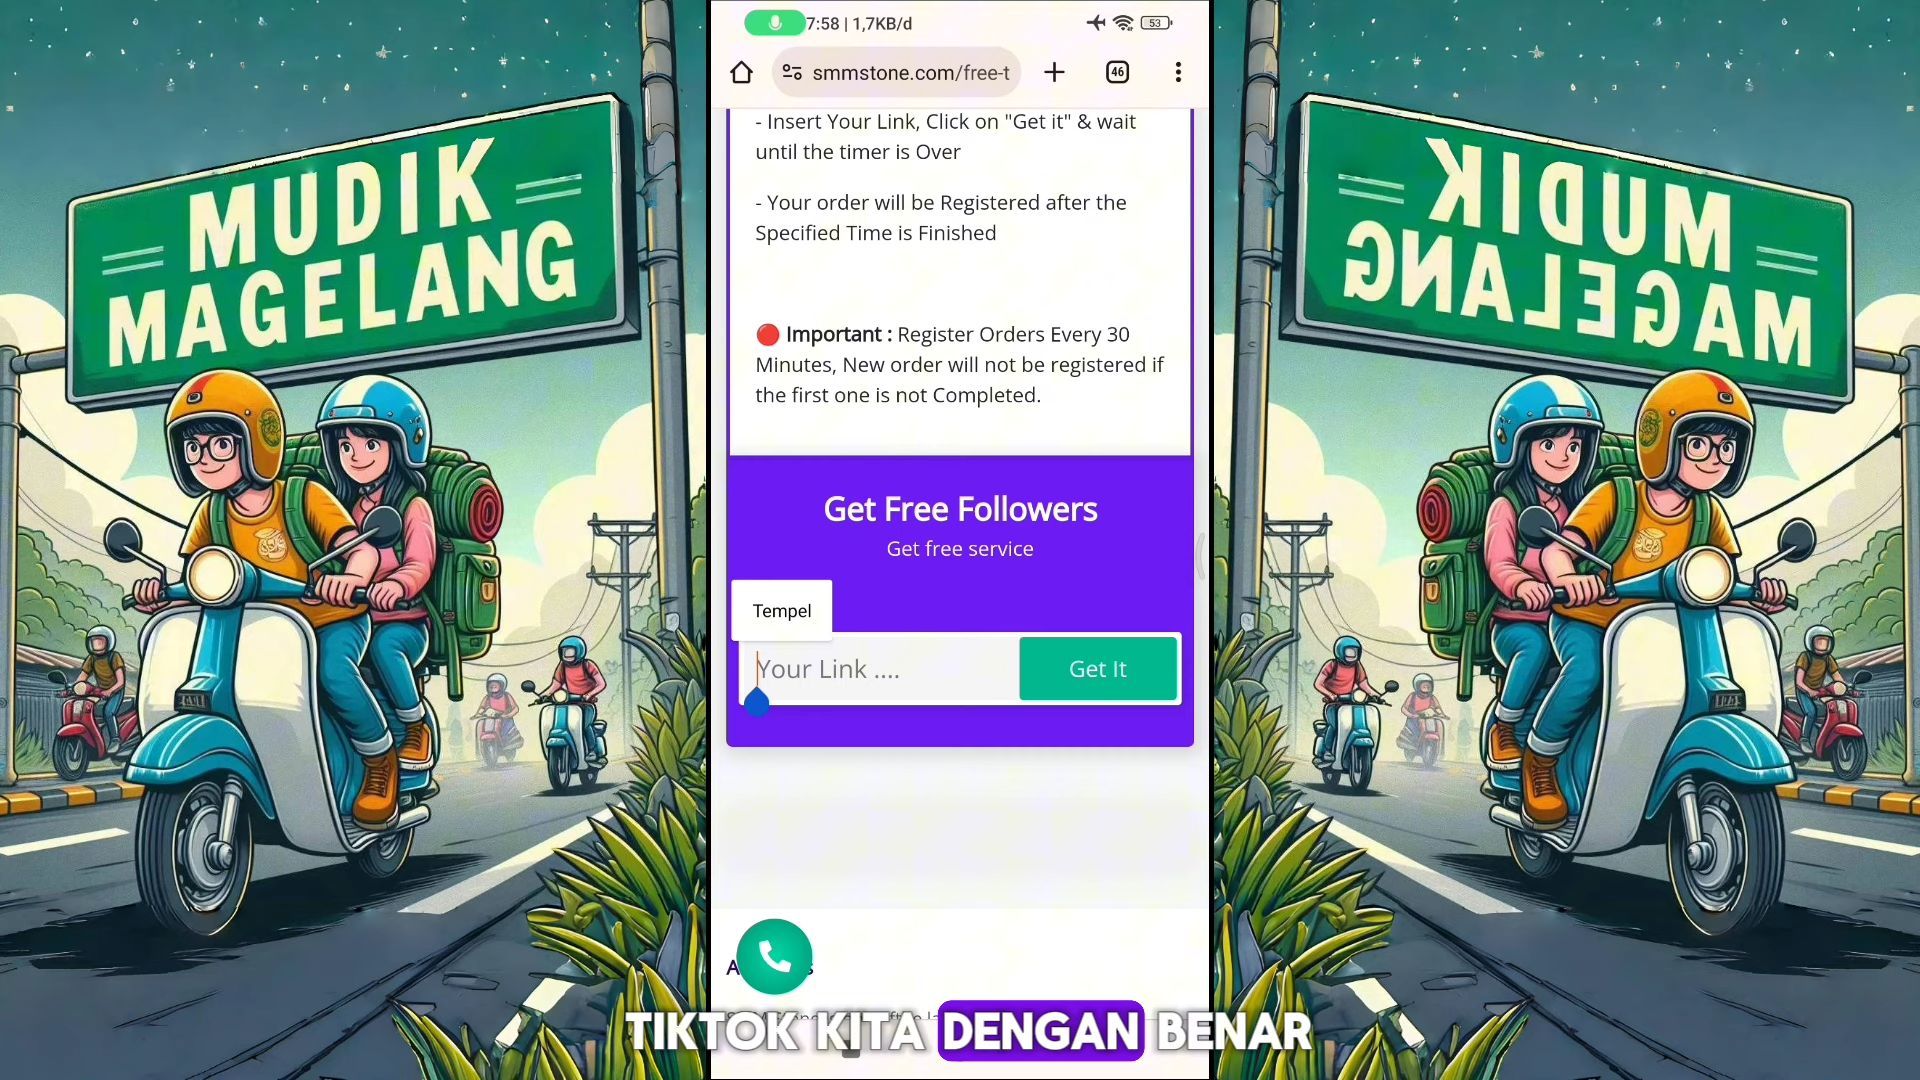 MUDIK
MAGELANG
7:58 | 1,7KB/d
53
smmstone.com/free-t
46
- Insert Your Link, Click on "Get it" & wait
until the timer is Over
- Your order will be Registered after the
Specified Time is Finished
Important : Register Orders Every 30
Minutes, New order will not be registered if
the first one is not Completed.
Get Free Followers
Get free service
Tempel
Your Link ....
Get It
TIKTOK KITA DENGAN BENAR
MUDIK
MAGELANG